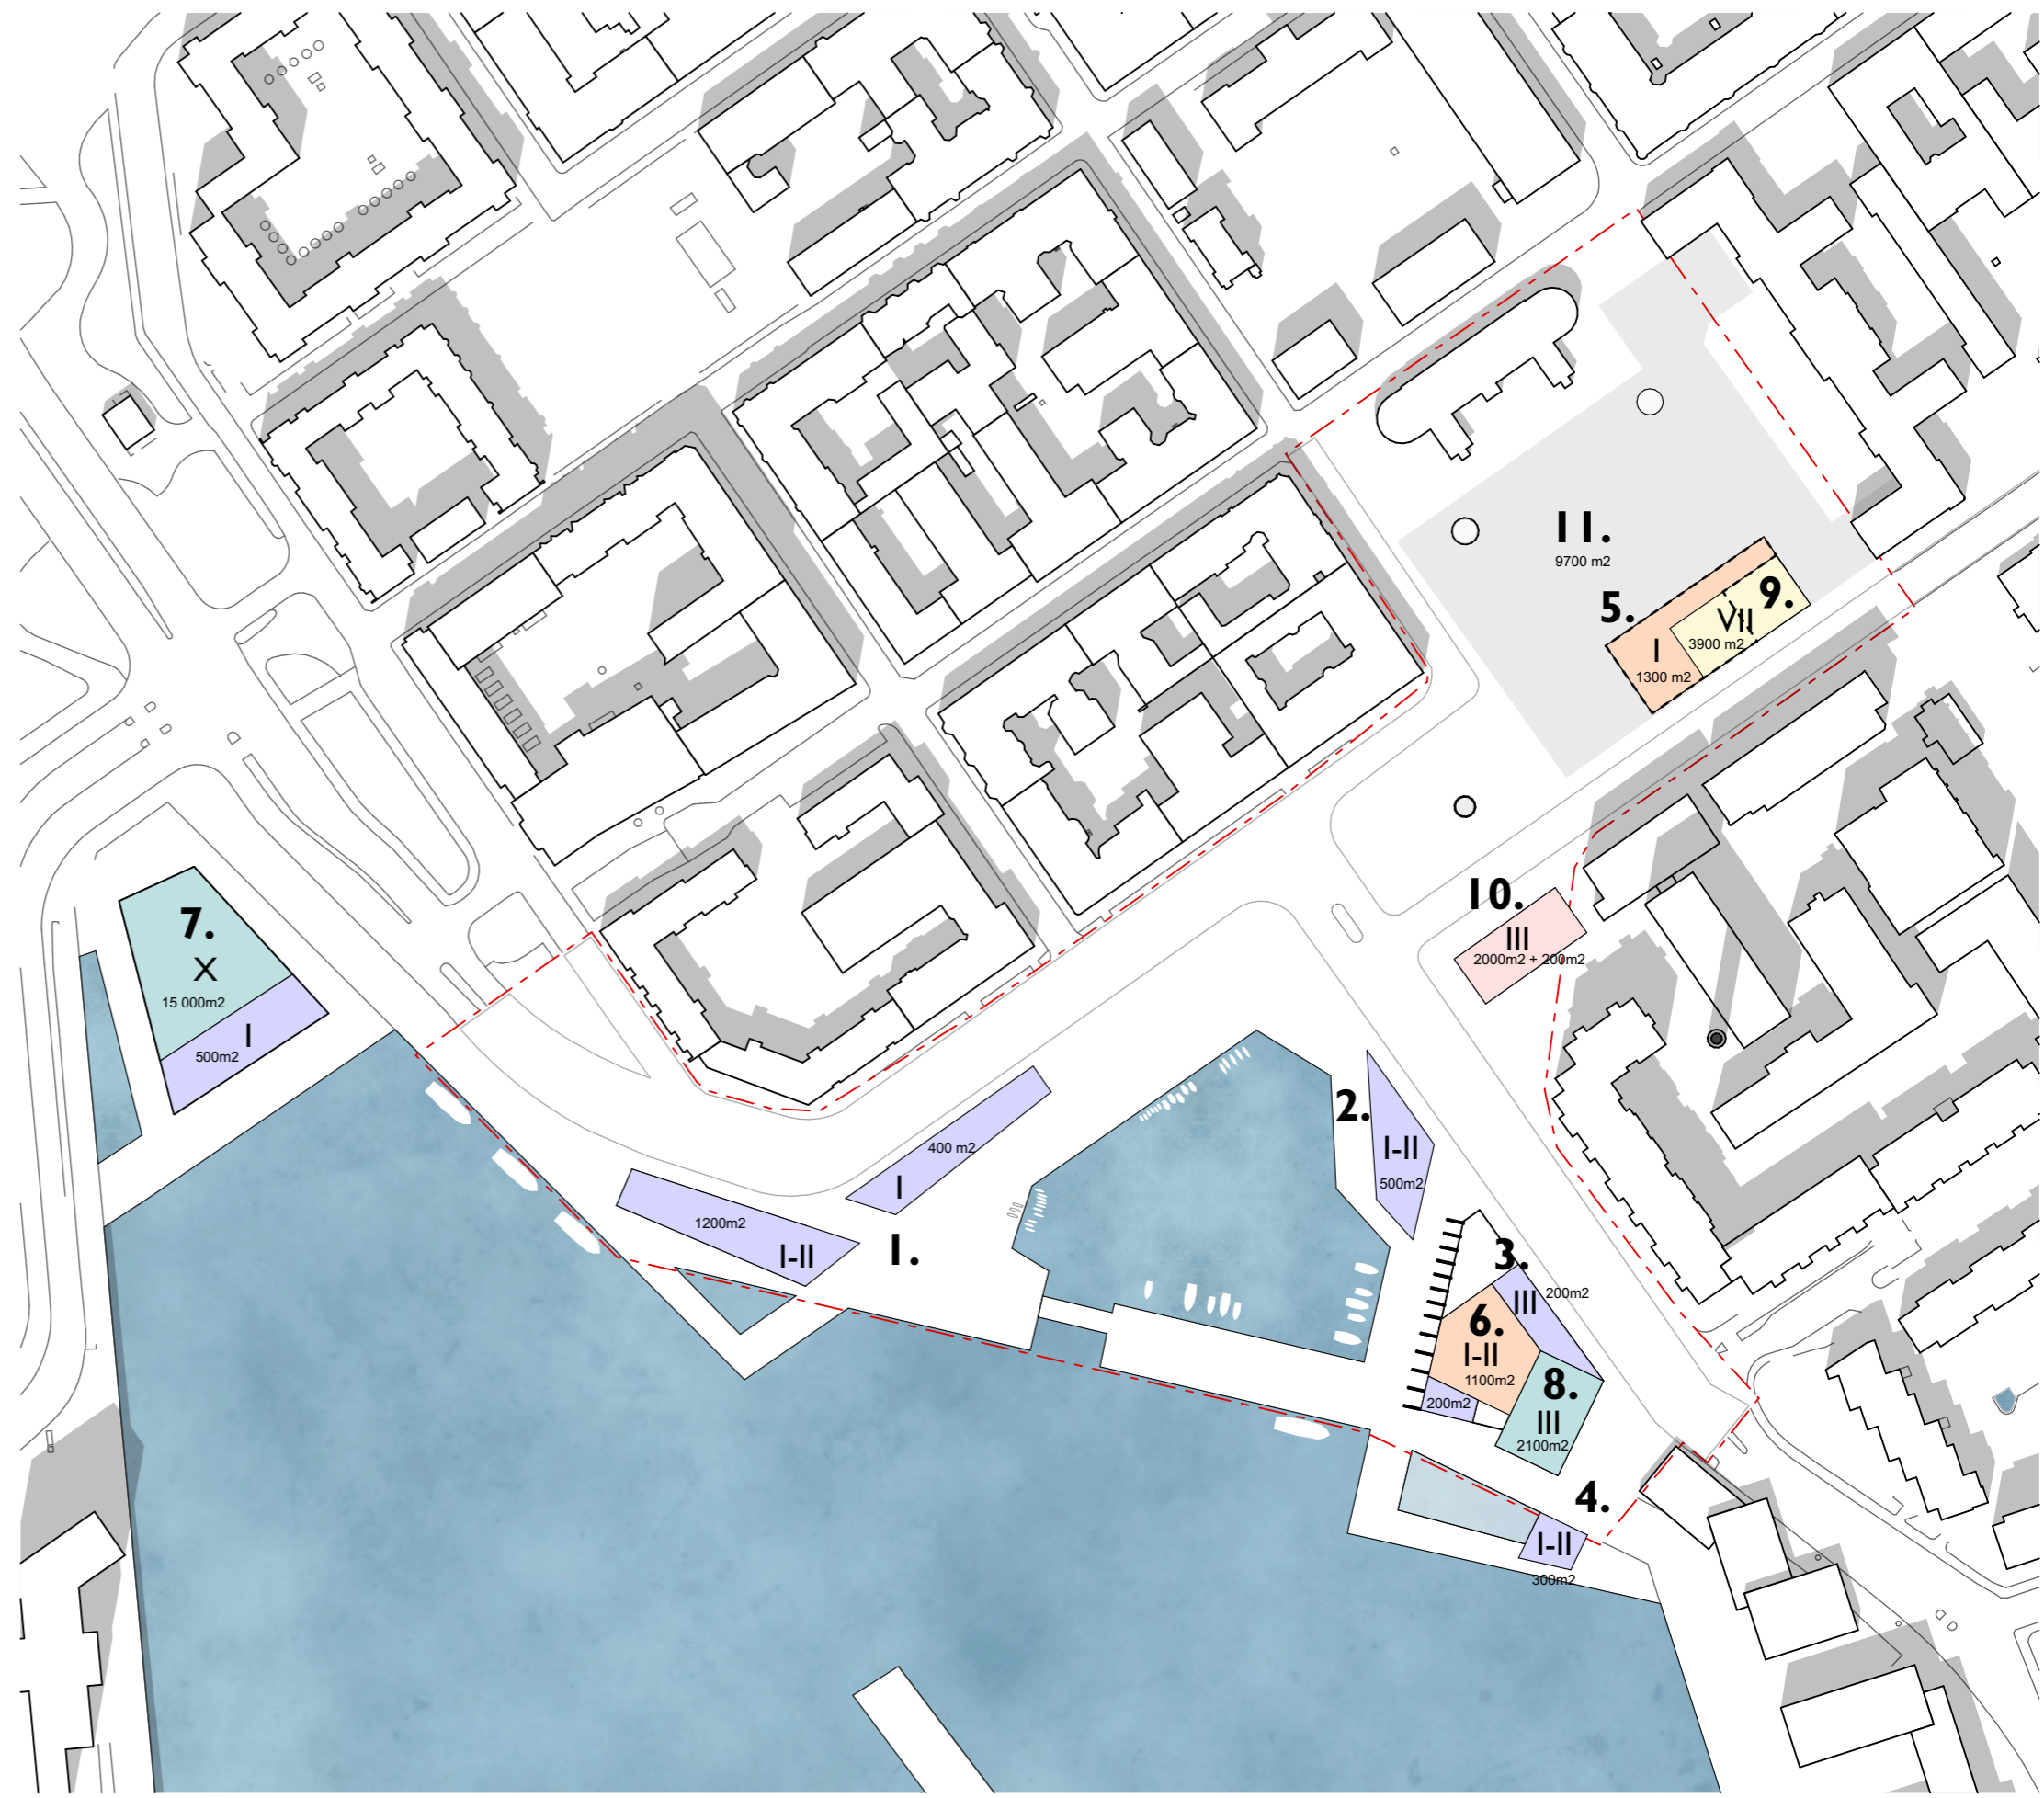 11.
9700 m2
5.
9.
VII
3900 m2
I
1300 m2
10.
III
2000m2 + 200m2
7.
X
15 000m2
I
500m2
2.
I-II
500m2
400 m2
I
1200m2
I-II
1.
3.
III
200m2
6.
I-II
1100m2
8.
III
2100m2
200m2
4.
I-II
300m2